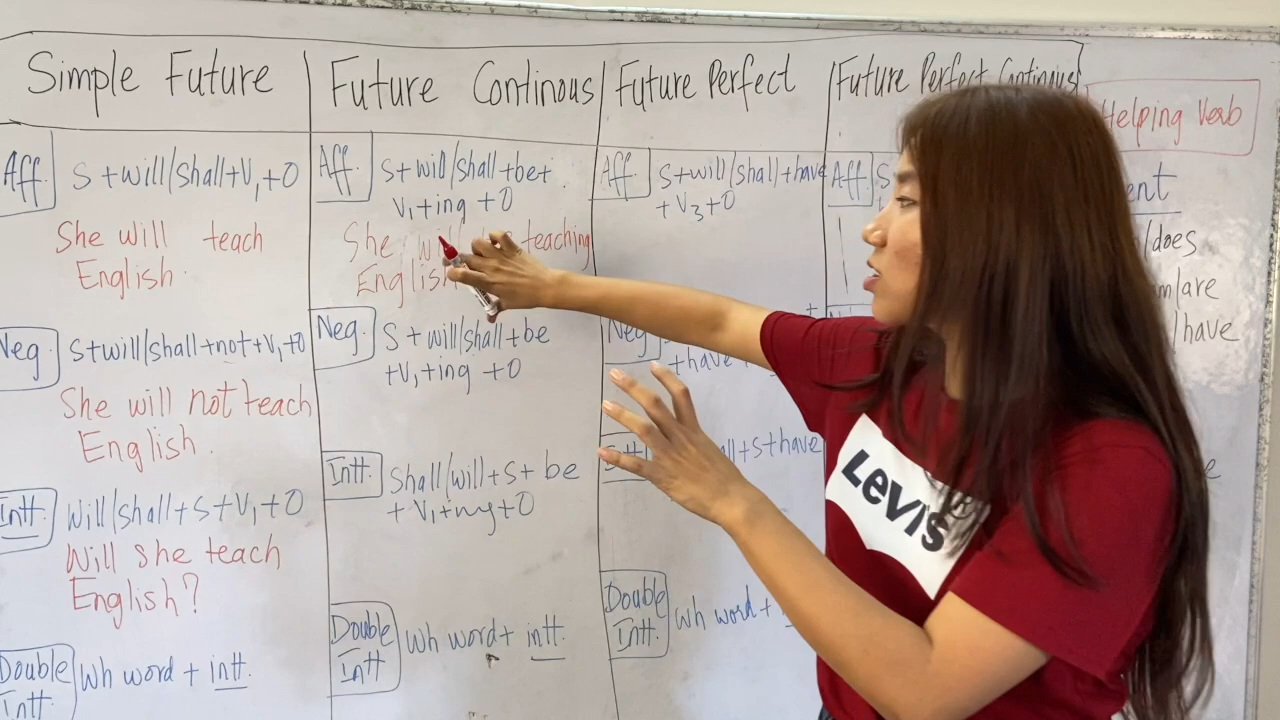 Simple Future
Aff.
S+will/shall+V1+O
She will teach
English.
Neg
S+will/shall+not+V1+O
She will not teach
English.
Intt.
Will/shall+S+V1+O
Will she teach
English?
Double
Intt.
Wh word + intt.
Future Continous
Aff.
S+will/shall+be+
V1+ing +O
She teaching
English
Neg.
S + will/shall+be
+V1+ing +O
Intt.
Shall/will+S+ be
+ V1+ing+O
Double
Intt
Wh word+ intt.
Future Perfect
Aff.
S+will/shall+have
+V3+O
Neg
+have
+S+have
Double
Intt.
Wh word+
Future Perfect Continous
Aff.
S
Helping Verb
/does
/are
/have
LEVI'S